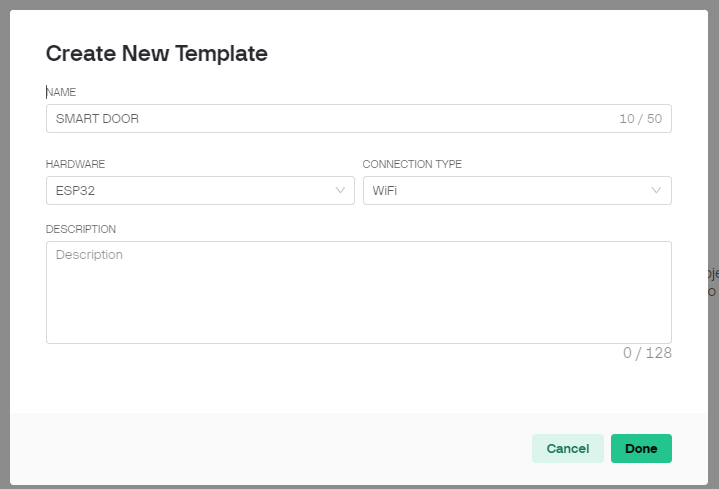 Create New Template
NAME
SMART DOOR 10 / 50
HARDWARE CONNECTION TYPE
ESP32 WiFi
DESCRIPTION
Description
0 / 128
Cancel Done